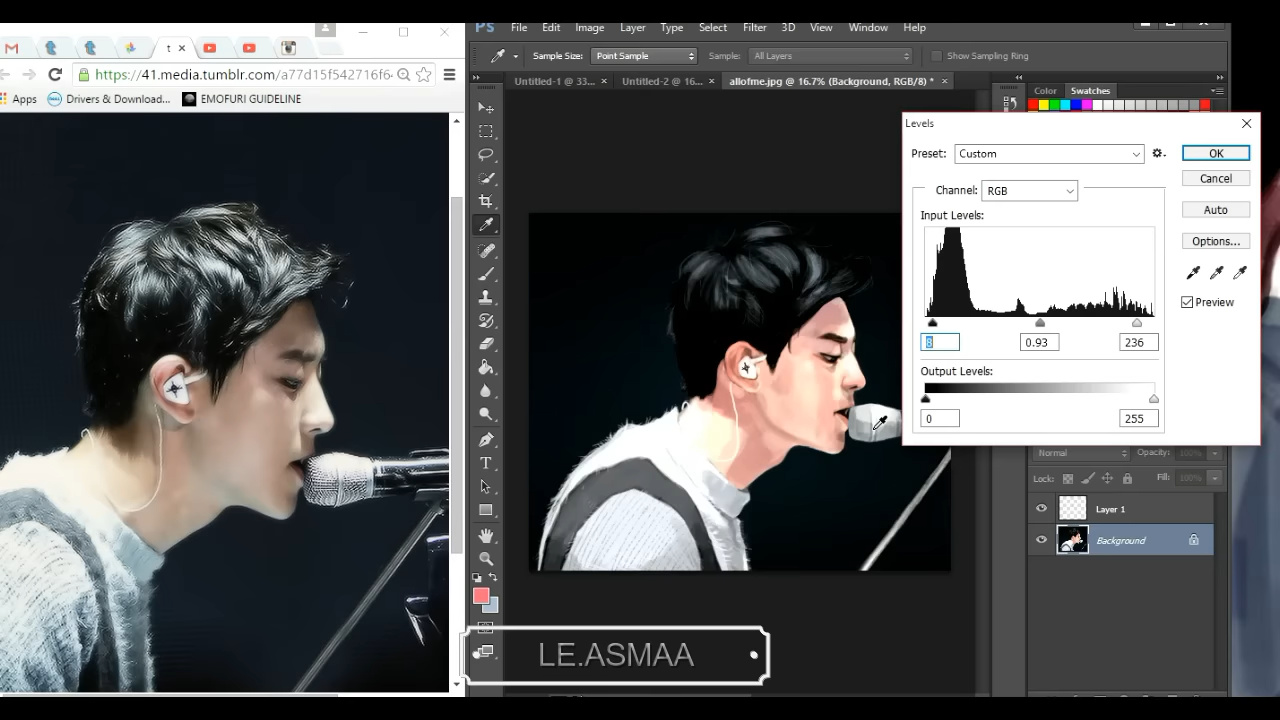 PS File Edit Image Layer Type Select Filter 3D View Window Help
Sample Size: Point Sample Sample: All Layers Show Sampling Ring
t ×
https://41.media.tumblr.com/a77d15f542716f6
Apps Drivers & Download... EMOFURI GUIDELINE
Untitled-1 @ 33... × Untitled-2 @ 16... × allofme.jpg @ 16.7% (Background, RGB/8) * ×
Color Swatches
Levels
Preset: Custom
OK
Cancel
Auto
Options...
Preview
Channel: RGB
Input Levels:
8 0.93 236
Output Levels:
0 255
Normal Opacity: 100%
Lock: Fill: 100%
Layer 1
Background
LE.ASMAA